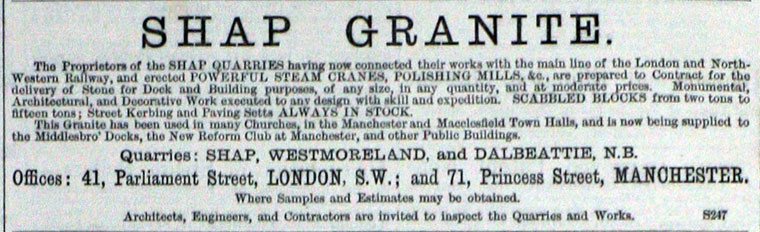 SHAP GRANITE.
The Proprietors of the SHAP QUARRIES having now connected their works with the main line of the London and North-
Western Railway, and erected POWERFUL STEAM CRANES, POLISHING MILLS, &c., are prepared to Contract for the
delivery of Stone for Dock and Building purposes, of any size, in any quantity, and at moderate prices. Monumental,
Architectural, and Decorative Work executed to any design with skill and expedition. SCABBLED BLOCKS from two tons to
fifteen tons; Street Kerbing and Paving Setts ALWAYS IN STOCK.
This Granite has been used in many Churches, in the Manchester and Macclesfield Town Halls, and is now being supplied to
the Middlesbro' Docks, the New Reform Club at Manchester, and other Public Buildings.
Quarries: SHAP, WESTMORELAND, and DALBEATTIE, N.B.
Offices: 41, Parliament Street, LONDON, S.W.; and 71, Princess Street, MANCHESTER.
Where Samples and Estimates may be obtained.
Architects, Engineers, and Contractors are invited to inspect the Quarries and Works. S247